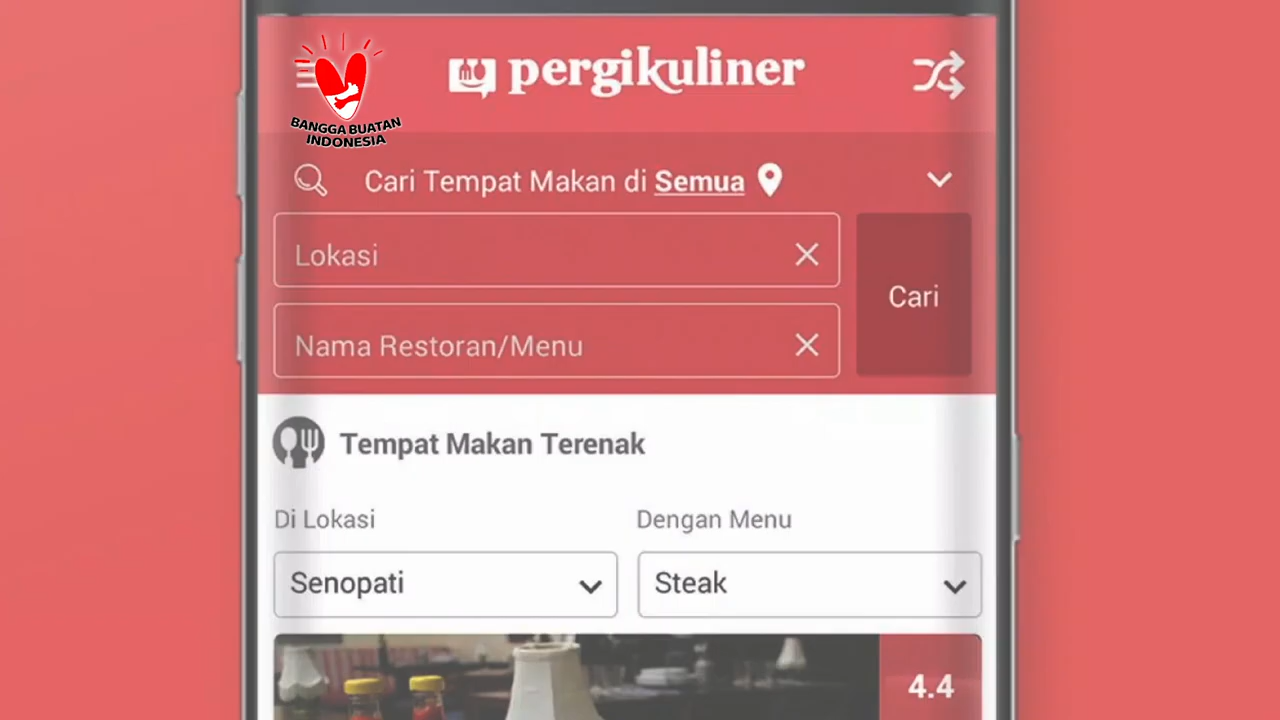 pergikuliner
BANGGA BUATAN
INDONESIA
Cari Tempat Makan di Semua
Lokasi
Cari
Nama Restoran/Menu
Tempat Makan Terenak
Di Lokasi
Dengan Menu
Senopati
Steak
4.4